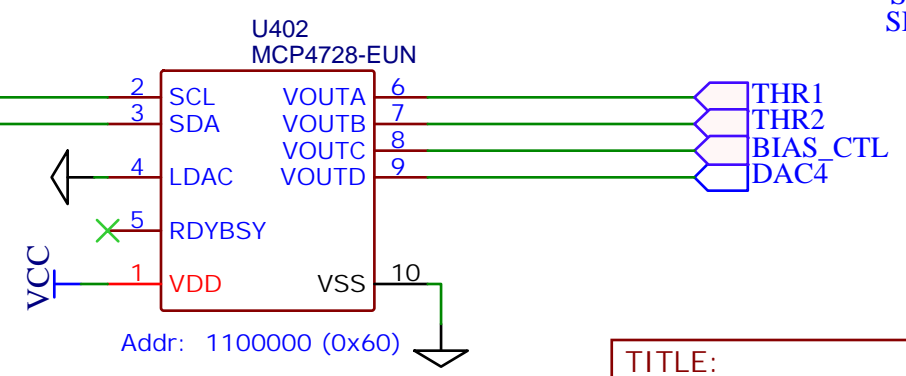 U402
MCP4728-EUN
2 SCL VOUTA 6 THR1
3 SDA VOUTB 7 THR2
VOUTC 8 BIAS_CTL
4 LDAC VOUTD 9 DAC4
5 RDYBSY
VCC 1 VDD VSS 10
Addr: 1100000 (0x60)
TITLE: